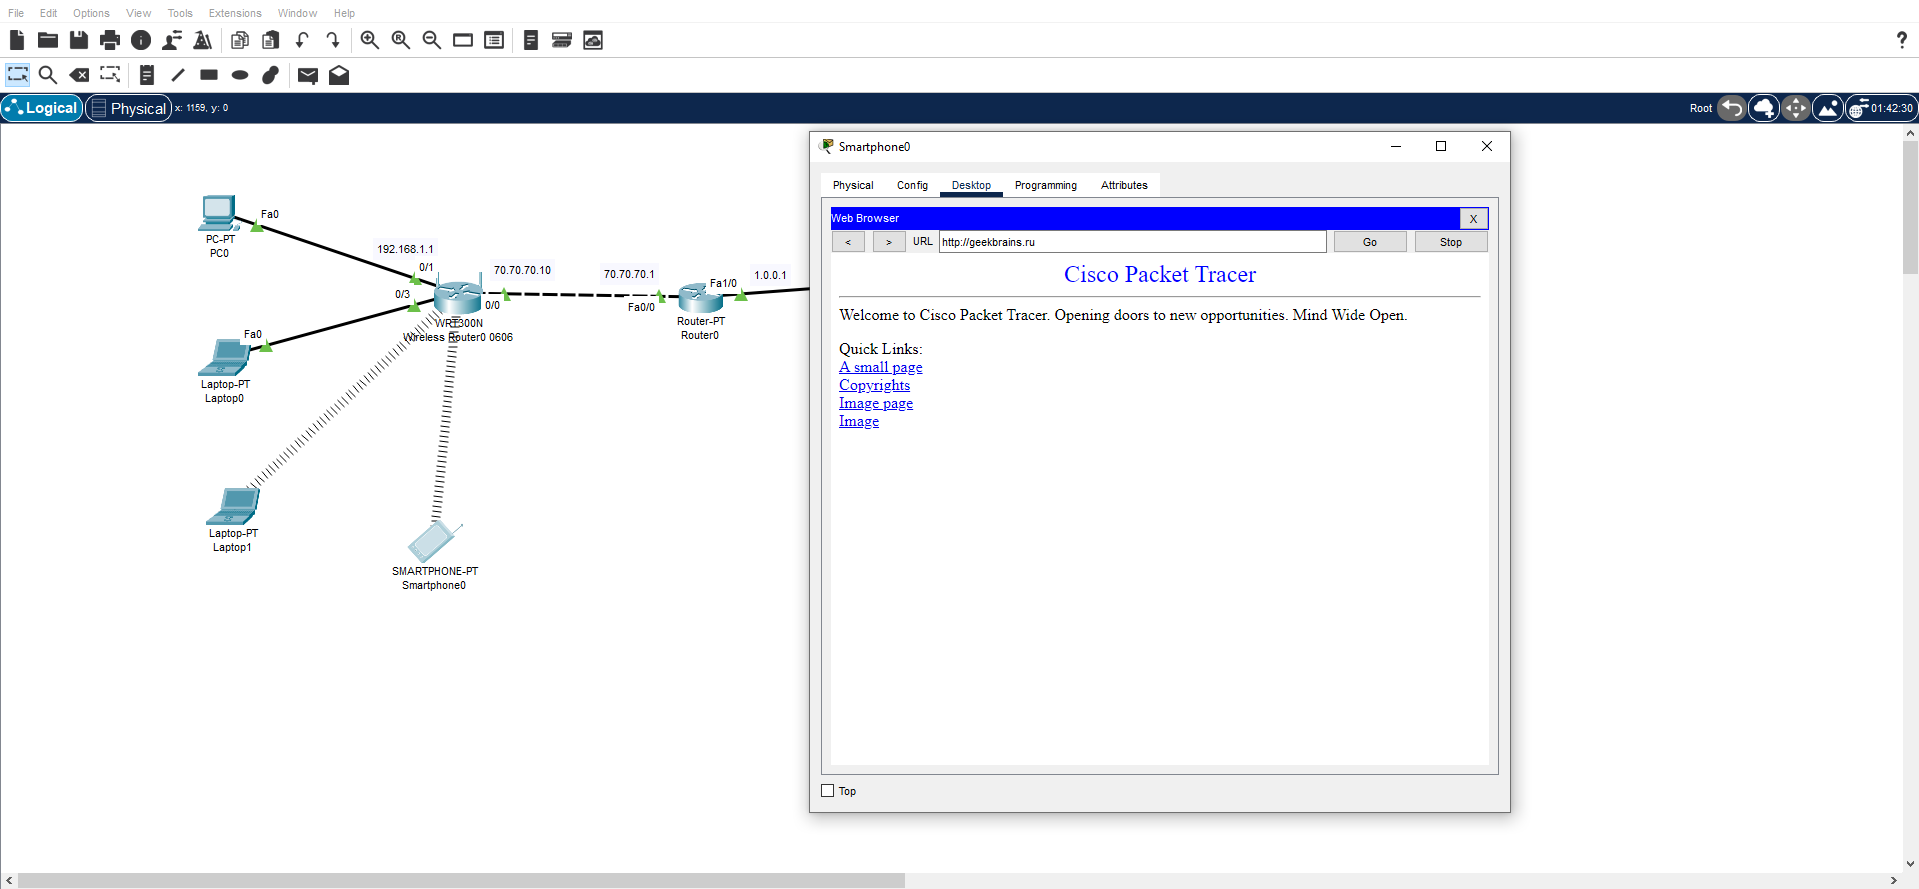 File Edit Options View Tools Extensions Window Help
?
Logical Physical x: 1159, y: 0 Root 01:42:30
Smartphone0
Physical Config Desktop Programming Attributes
Web Browser X
< > URL http://geekbrains.ru Go Stop
Cisco Packet Tracer
Welcome to Cisco Packet Tracer. Opening doors to new opportunities. Mind Wide Open.
Quick Links:
A small page
Copyrights
Image page
Image
Top
Fa0
PC-PT
PC0
192.168.1.1
0/1
70.70.70.10
70.70.70.1
1.0.0.1
Fa1/0
0/3
0/0
Fa0/0
WRT300N
Wireless Router0 0606
Router-PT
Router0
Fa0
Laptop-PT
Laptop0
Laptop-PT
Laptop1
SMARTPHONE-PT
Smartphone0